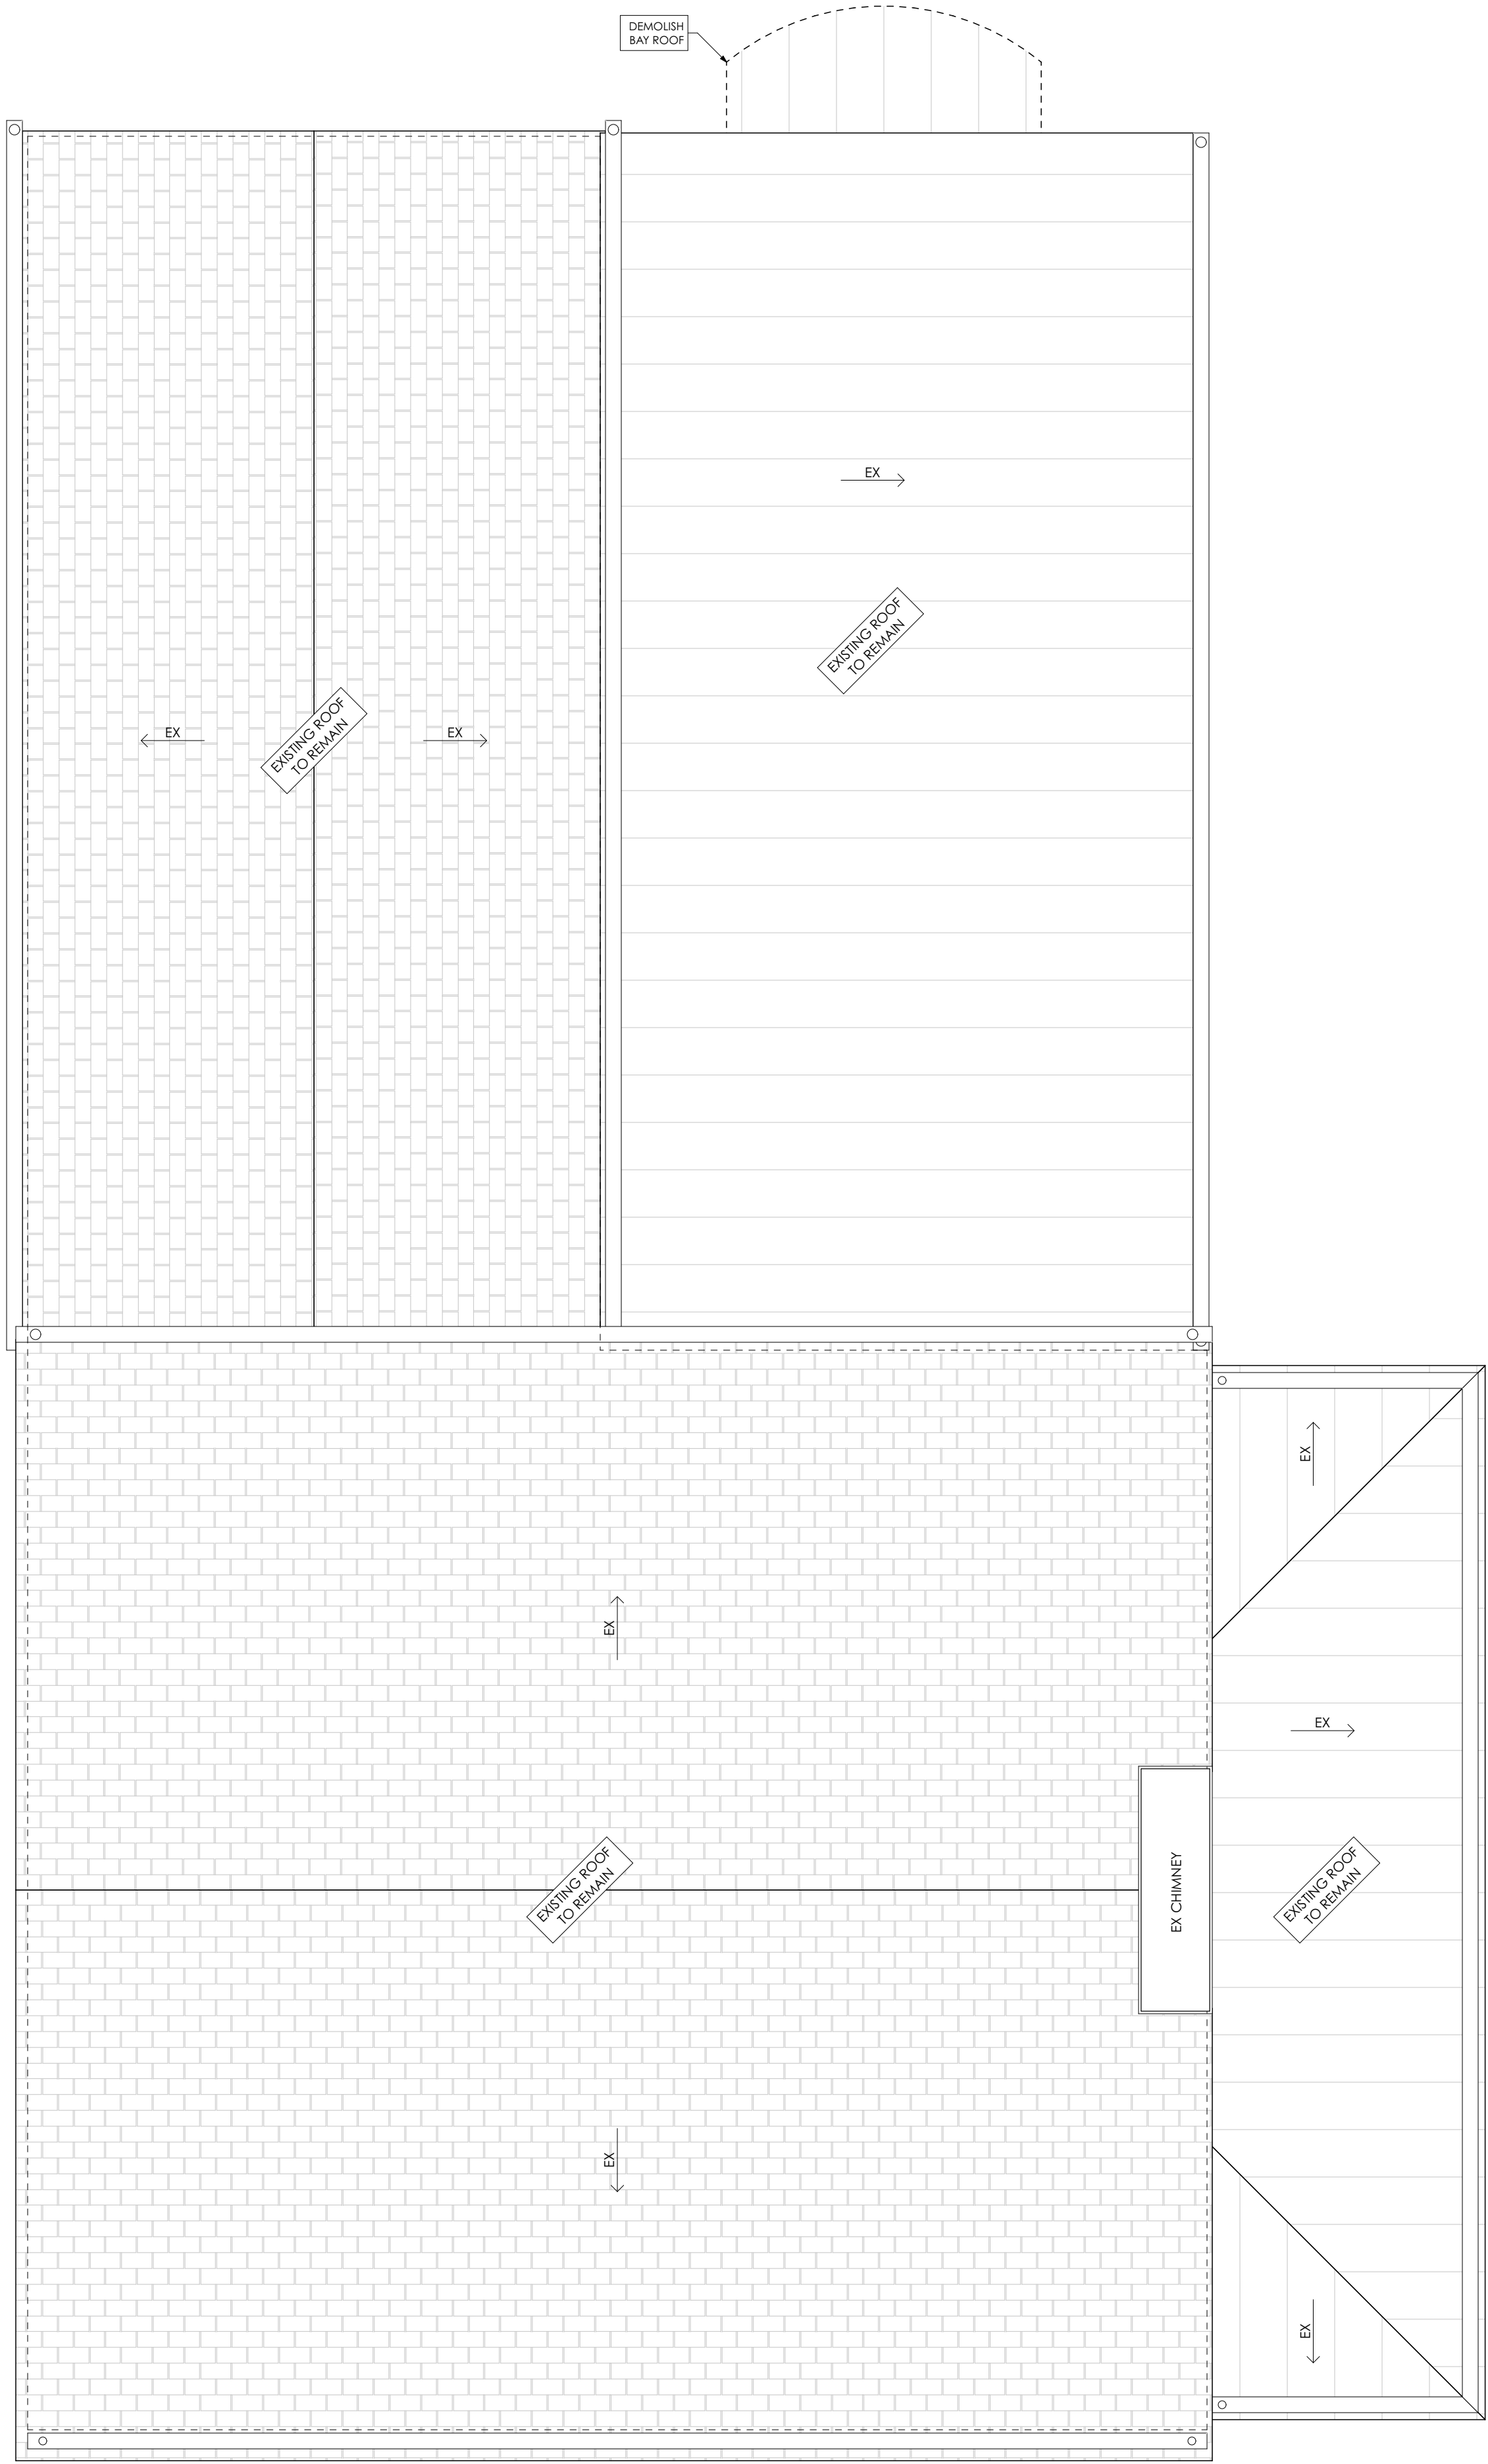 DEMOLISH
BAY ROOF
EX
EXISTING ROOF
TO REMAIN
EX
EX
EXISTING ROOF
TO REMAIN
EX
EX
EX
EX CHIMNEY
EXISTING ROOF
TO REMAIN
EXISTING ROOF
TO REMAIN
EX
EX